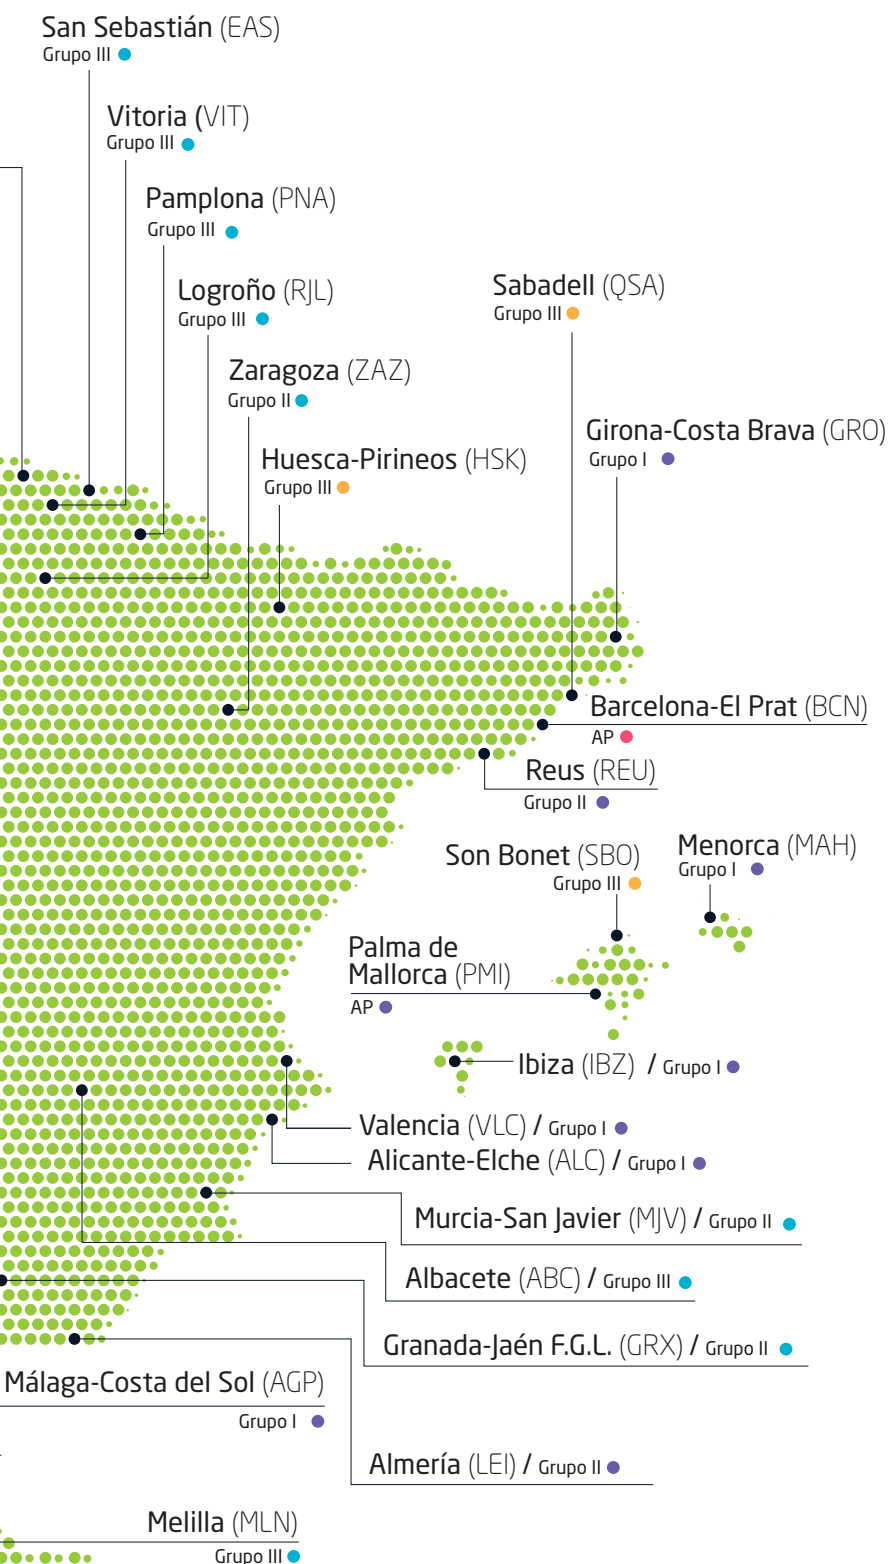 San Sebastián (EAS)
Grupo III
Vitoria (VIT)
Grupo III
Pamplona (PNA)
Grupo III
Logroño (RJL)
Grupo III
Sabadell (QSA)
Grupo III
Zaragoza (ZAZ)
Grupo II
Girona-Costa Brava (GRO)
Grupo I
Huesca-Pirineos (HSK)
Grupo III
Barcelona-El Prat (BCN)
AP
Reus (REU)
Grupo II
Son Bonet (SBO)
Grupo III
Menorca (MAH)
Grupo I
Palma de
Mallorca (PMI)
AP
Ibiza (IBZ) / Grupo I
Valencia (VLC) / Grupo I
Alicante-Elche (ALC) / Grupo I
Murcia-San Javier (MJV) / Grupo II
Albacete (ABC) / Grupo III
Granada-Jaén F.G.L. (GRX) / Grupo II
Málaga-Costa del Sol (AGP)
Grupo I
Almería (LEI) / Grupo II
Melilla (MLN)
Grupo III